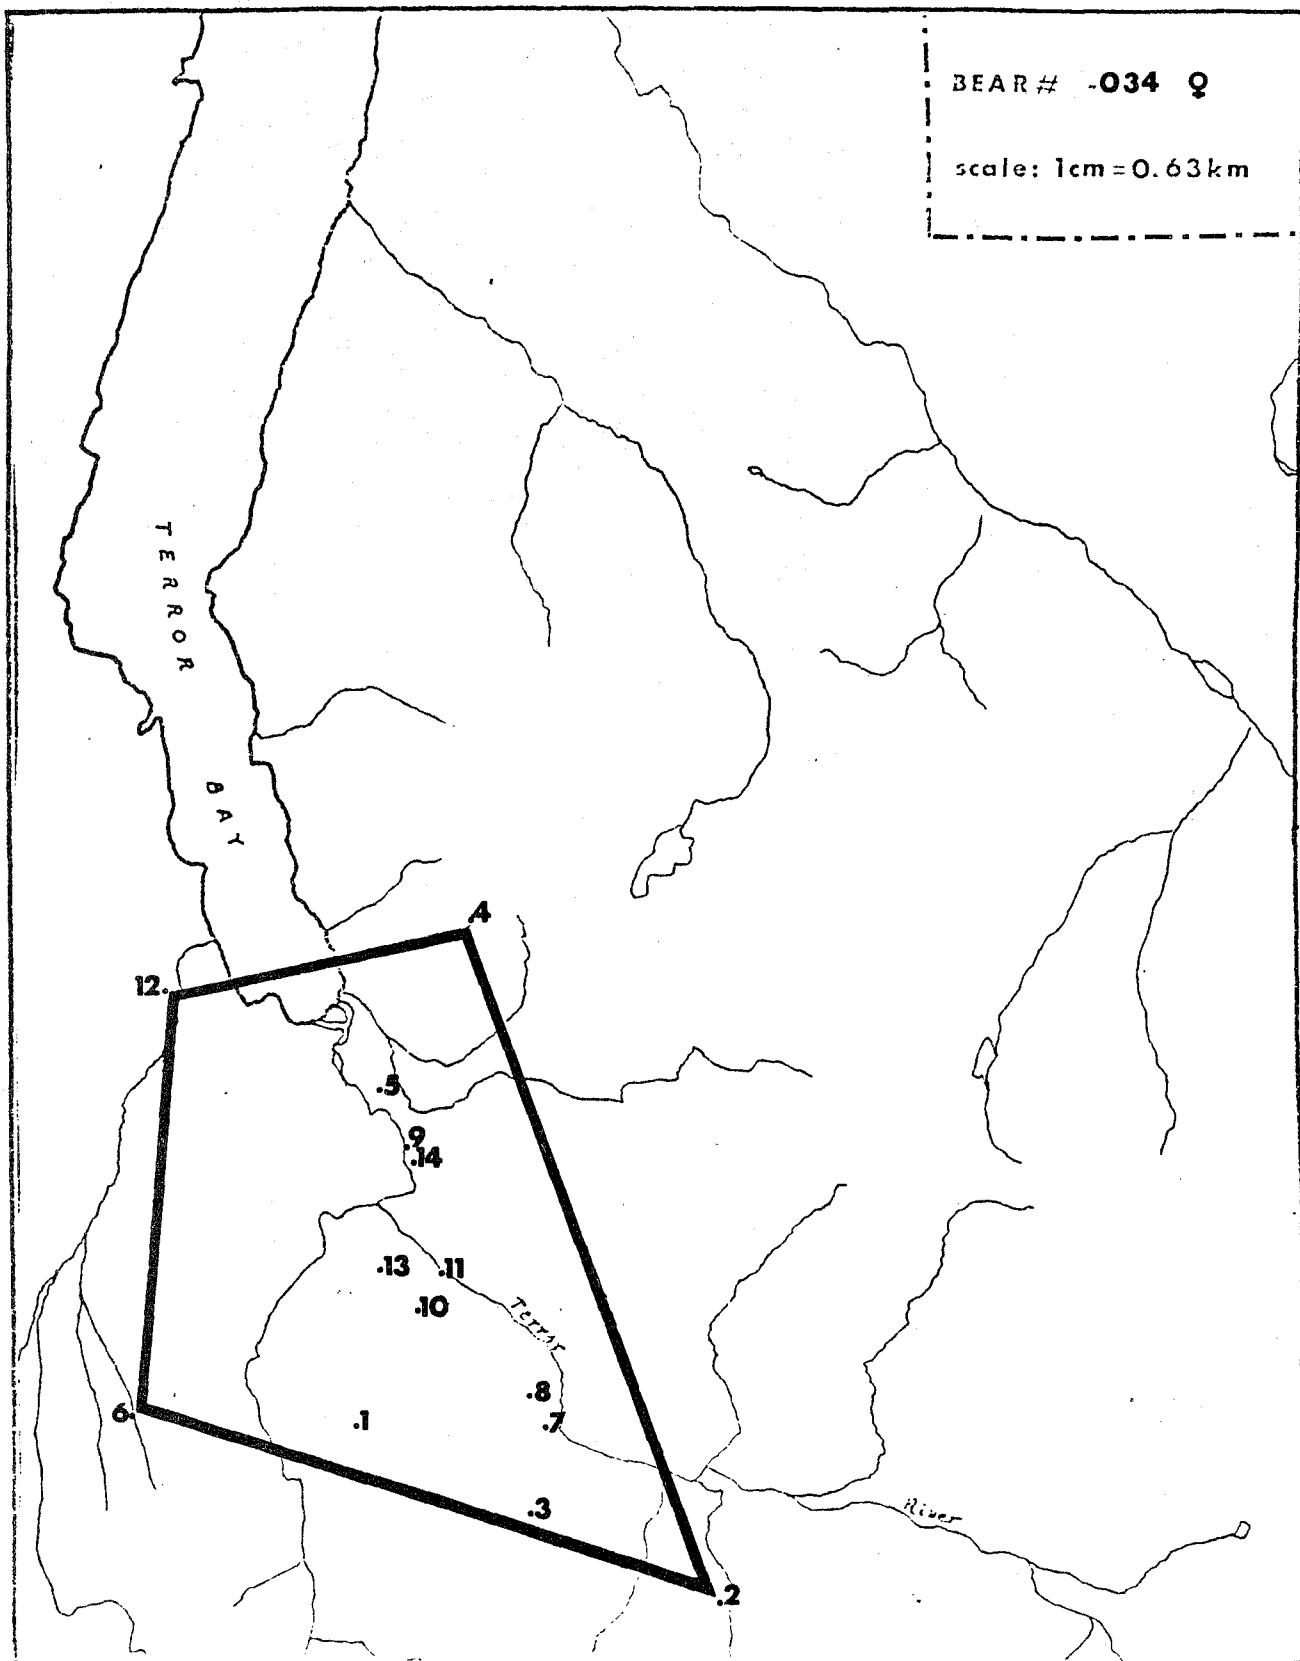 BEAR# -034 ♀
scale: 1cm=0.63km
TERROR
BAY
.4
12.
.5
.9
.14
.13
.11
.10
Terror
.8
6.
.1
.7
.3
River
.2